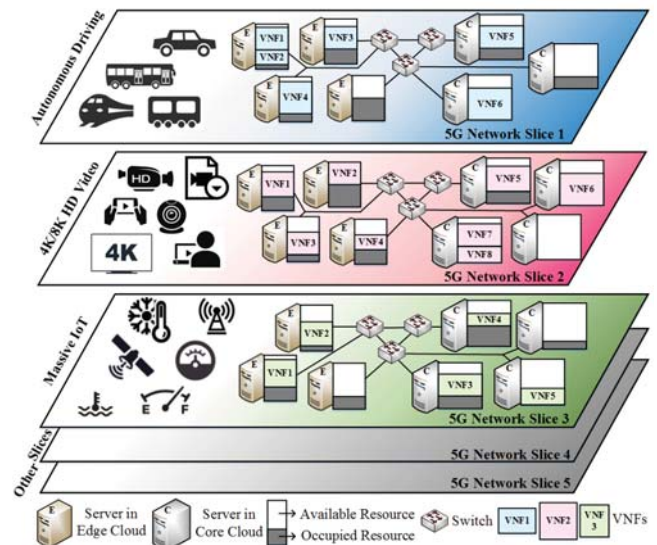 Autonomous Driving
E
VNF1
VNF2
E
VNF3
C
VNF5
C
E
VNF4
E
C
VNF6
5G Network Slice 1
4K/8K HD Video
HD
4K
E
VNF1
E
VNF2
C
VNF5
C
VNF6
E
VNF3
E
VNF4
C
VNF7
VNF8
C
5G Network Slice 2
Massive IoT
E F
E
VNF2
C
VNF4
C
E
VNF1
E
C
VNF3
C
VNF5
5G Network Slice 3
Other Slices
5G Network Slice 4
5G Network Slice 5
E
Server in
Edge Cloud
C
Server in
Core Cloud
Available Resource
Occupied Resource
Switch
VNF1
VNF2
VNF
3
VNFs